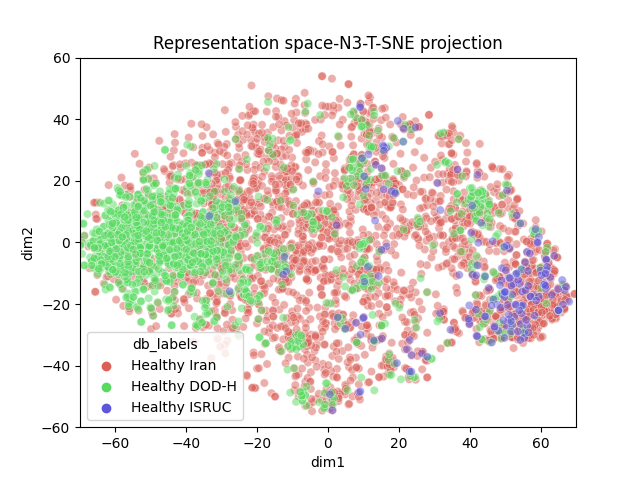 Representation space-N3-T-SNE projection
60
40
20
0
−20
−40
−60
dim2
db_labels
Healthy Iran
Healthy DOD-H
Healthy ISRUC
−60 −40 −20 0 20 40 60
dim1